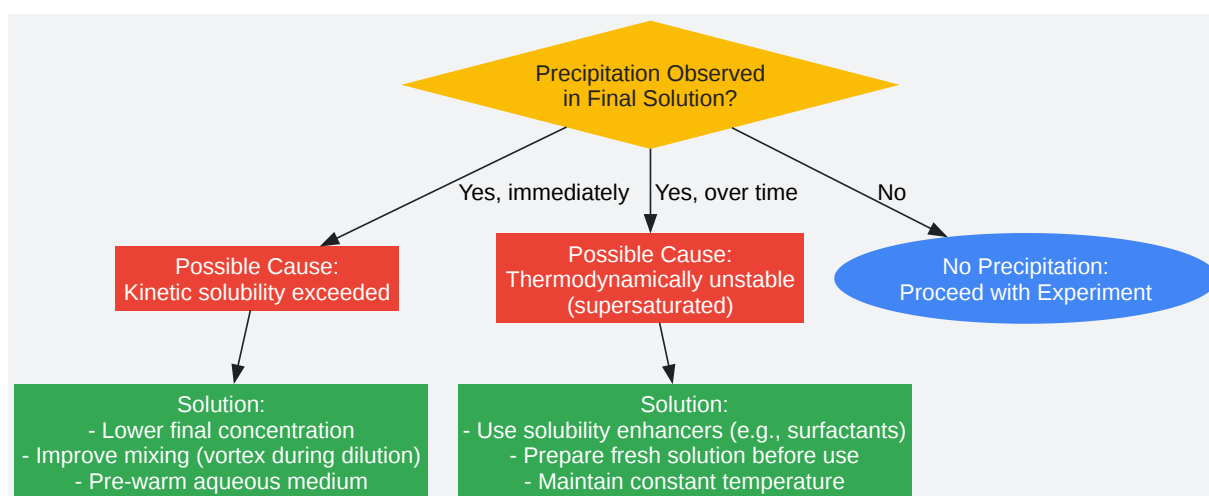 Precipitation Observed
in Final Solution?
Yes, immediately
Yes, over time
No
Possible Cause:
Kinetic solubility exceeded
Possible Cause:
Thermodynamically unstable
(supersaturated)
No Precipitation:
Proceed with Experiment
Solution:
- Lower final concentration
- Improve mixing (vortex during dilution)
- Pre-warm aqueous medium
Solution:
- Use solubility enhancers (e.g., surfactants)
- Prepare fresh solution before use
- Maintain constant temperature